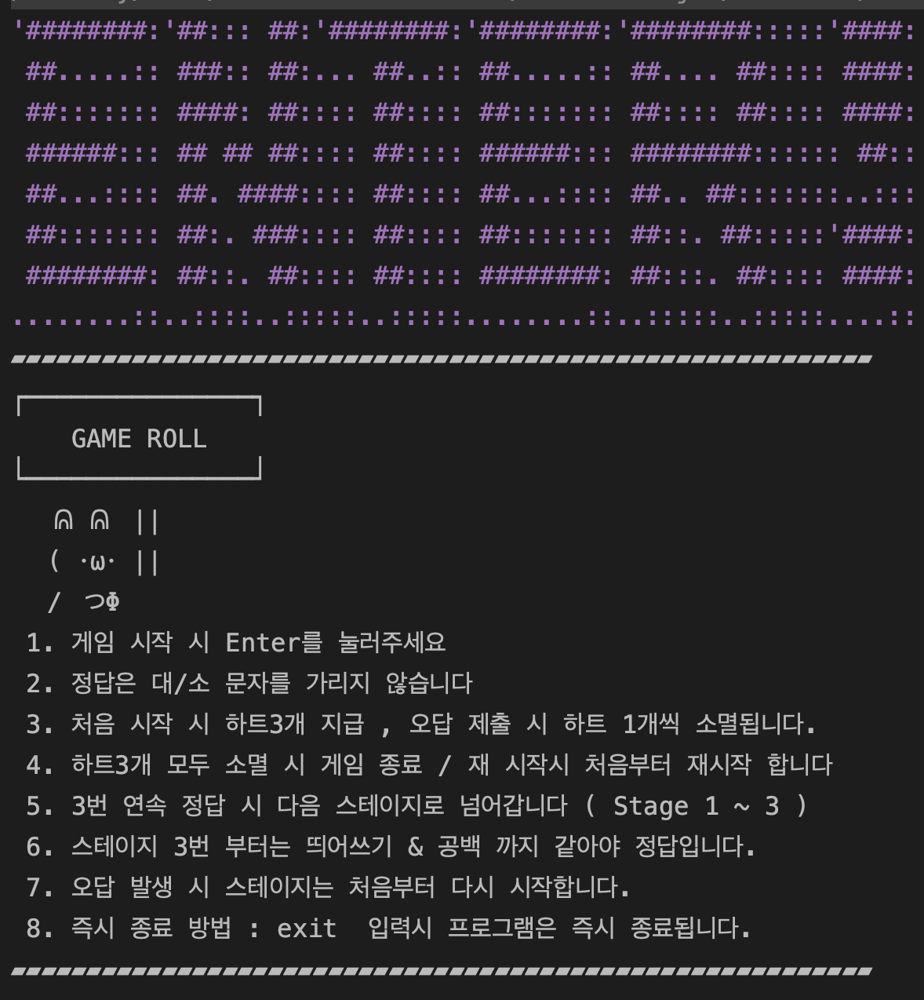 '########:'##::: ##:'########:'########:'########:::::'####:
 ##.....:: ###:: ##:... ##..:: ##.....:: ##.... ##:::: ####:
 ##::::::: ####: ##:::: ##:::: ##::::::: ##:::: ##:::: ####:
 ######::: ## ## ##:::: ##:::: ######::: ########:::::: ##::
 ##...:::: ##. ####:::: ##:::: ##...:::: ##.. ##::::::::..:::
 ##::::::: ##:. ###:::: ##:::: ##::::::: ##::. ##:::::'####:
 ########: ##::. ##:::: ##:::: ########: ##:::. ##:::: ####:
........::..::::..:::::..:::::........::..:::::..:::::....::
▰▰▰▰▰▰▰▰▰▰▰▰▰▰▰▰▰▰▰▰▰▰▰▰▰▰▰▰▰▰▰▰▰▰▰▰▰▰▰▰▰▰▰▰▰▰▰▰▰▰▰▰▰▰▰▰▰
GAME ROLL
ᕱ ᕱ ||
( ･ω･ ||
/ つΦ
1. 게임 시작 시 Enter를 눌러주세요
2. 정답은 대/소 문자를 가리지 않습니다
3. 처음 시작 시 하트3개 지급 , 오답 제출 시 하트 1개씩 소멸됩니다.
4. 하트3개 모두 소멸 시 게임 종료 / 재 시작시 처음부터 재시작 합니다
5. 3번 연속 정답 시 다음 스테이지로 넘어갑니다 ( Stage 1 ~ 3 )
6. 스테이지 3번 부터는 띄어쓰기 & 공백 까지 같아야 정답입니다.
7. 오답 발생 시 스테이지는 처음부터 다시 시작합니다.
8. 즉시 종료 방법 : exit  입력시 프로그램은 즉시 종료됩니다.
▰▰▰▰▰▰▰▰▰▰▰▰▰▰▰▰▰▰▰▰▰▰▰▰▰▰▰▰▰▰▰▰▰▰▰▰▰▰▰▰▰▰▰▰▰▰▰▰▰▰▰▰▰▰▰▰▰